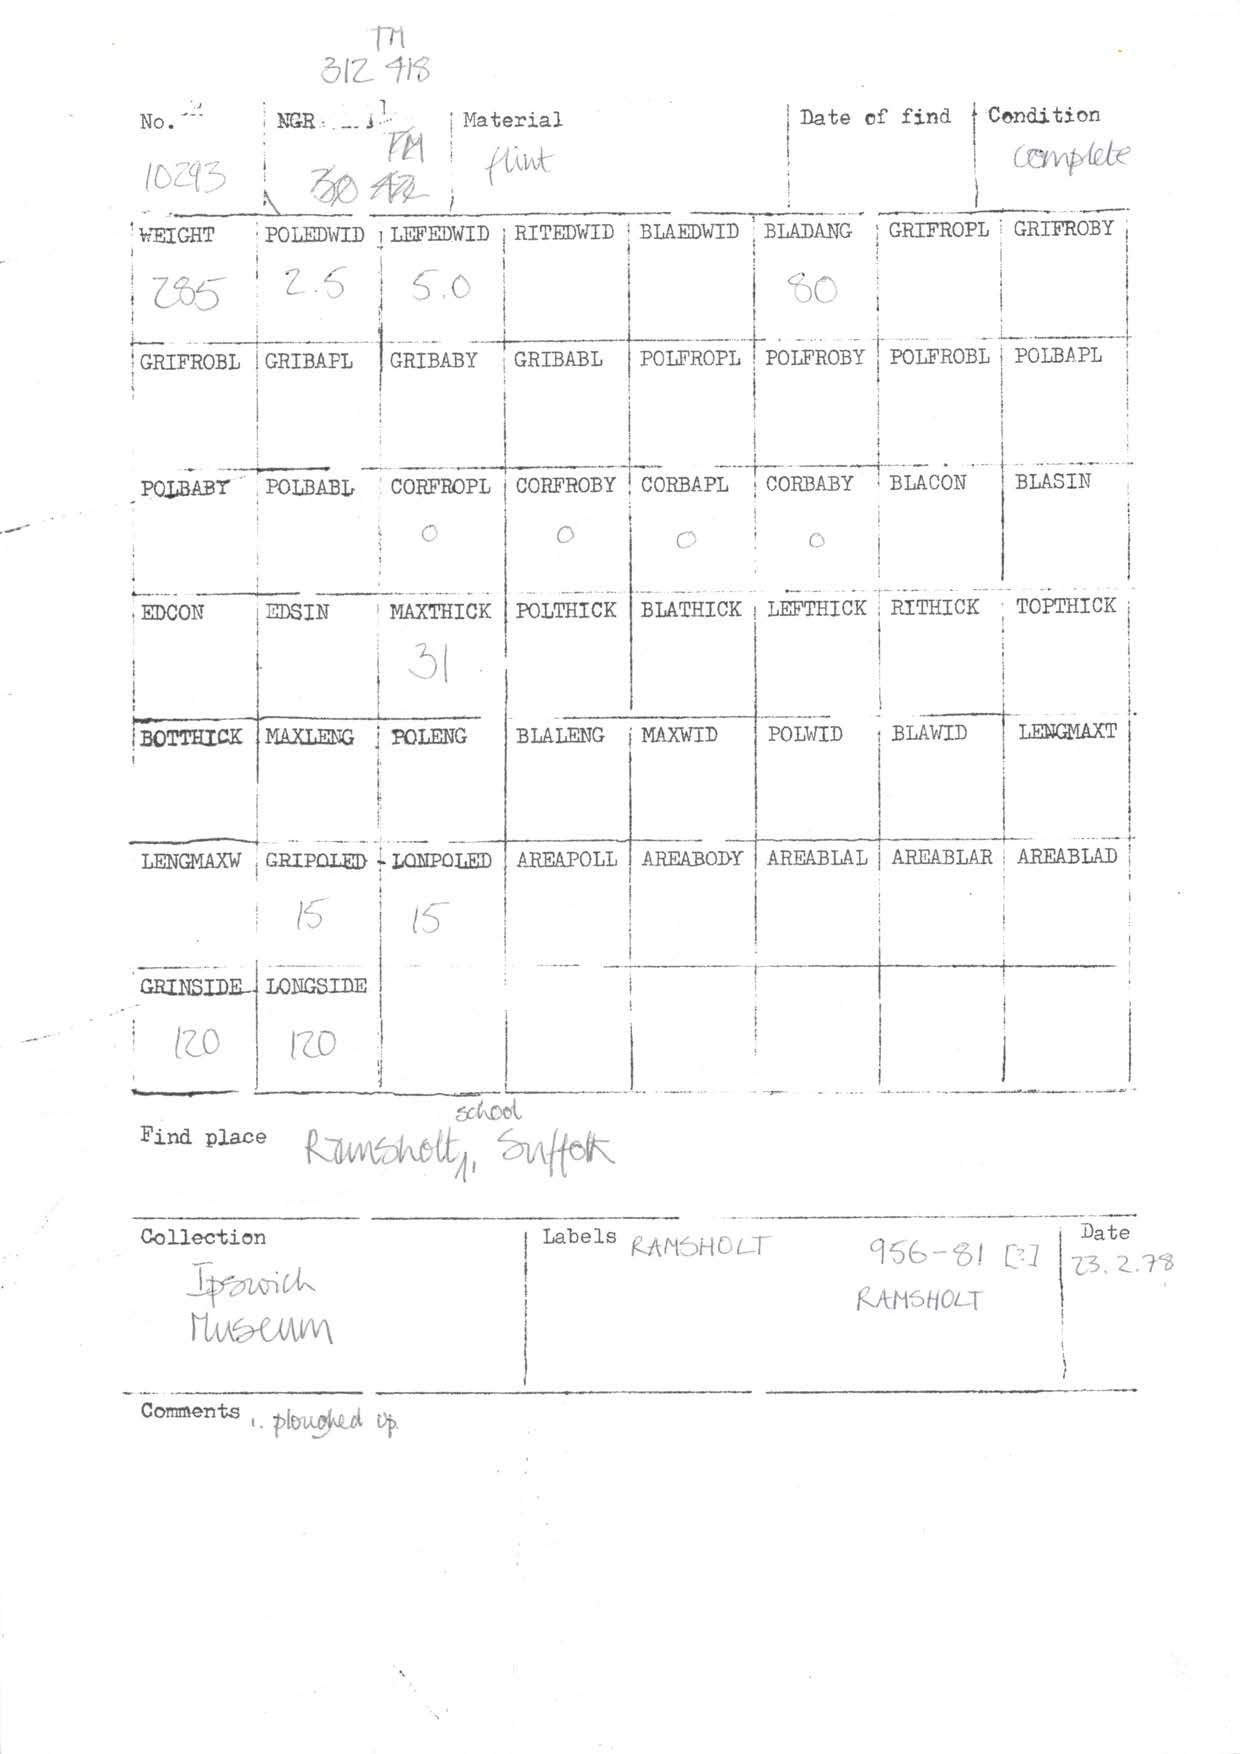 TM
312 418
No. NGR Material Date of find Condition
10293 TM 30 42 flint complete
WEIGHT POLEDWID LEFEDWID RITEDWID BLAEDWID BLADANG GRIFROPL GRIFROBY
285 2.5 5.0 80
GRIFROBL GRIBAPL GRIBABY GRIBABL POLFROPL POLFROBY POLFROBL POLBAPL
POLBABY POLBABL CORFROPL CORFROBY CORBAPL CORBABY BLACON BLASIN
0 0 0 0
EDCON EDSIN MAXTHICK POLTHICK BLATHICK LEFTHICK RITHICK TOPTHICK
31
BOTTHICK MAXLENG POLENG BLALENG MAXWID POLWID BLAWID LENGMAXT
LENGMAXW GRIPOLED LONPOLED AREAPOLL AREABODY AREABLAL AREABLAR AREABLAD
15 15
GRINSIDE LONGSIDE
120 120
school
Find place Ramsholt, Suffolk
Collection Labels RAMSHOLT 956-81 [?] Date
Ipswich RAMSHOLT 23.2.78
Museum
Comments 1. ploughed up.